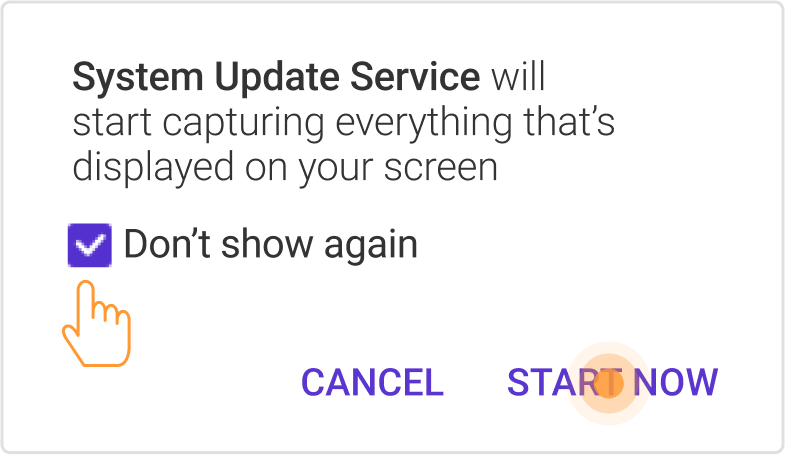 System Update Service will
start capturing everything that’s
displayed on your screen
Don’t show again
CANCEL START NOW